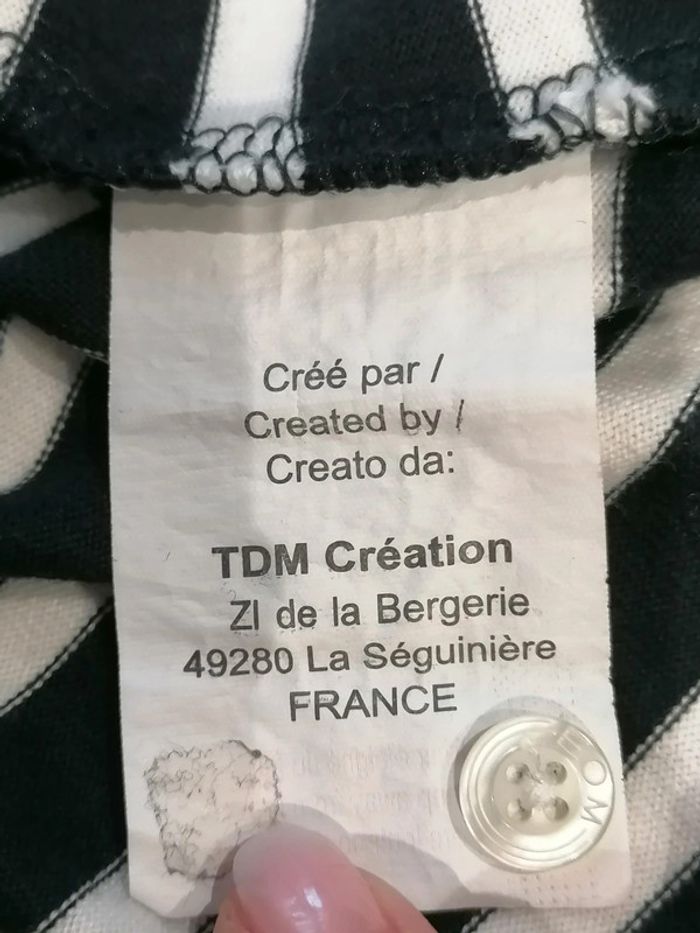 Créé par /
Created by /
Creato da:
TDM Création
ZI de la Bergerie
49280 La Séguinière
FRANCE